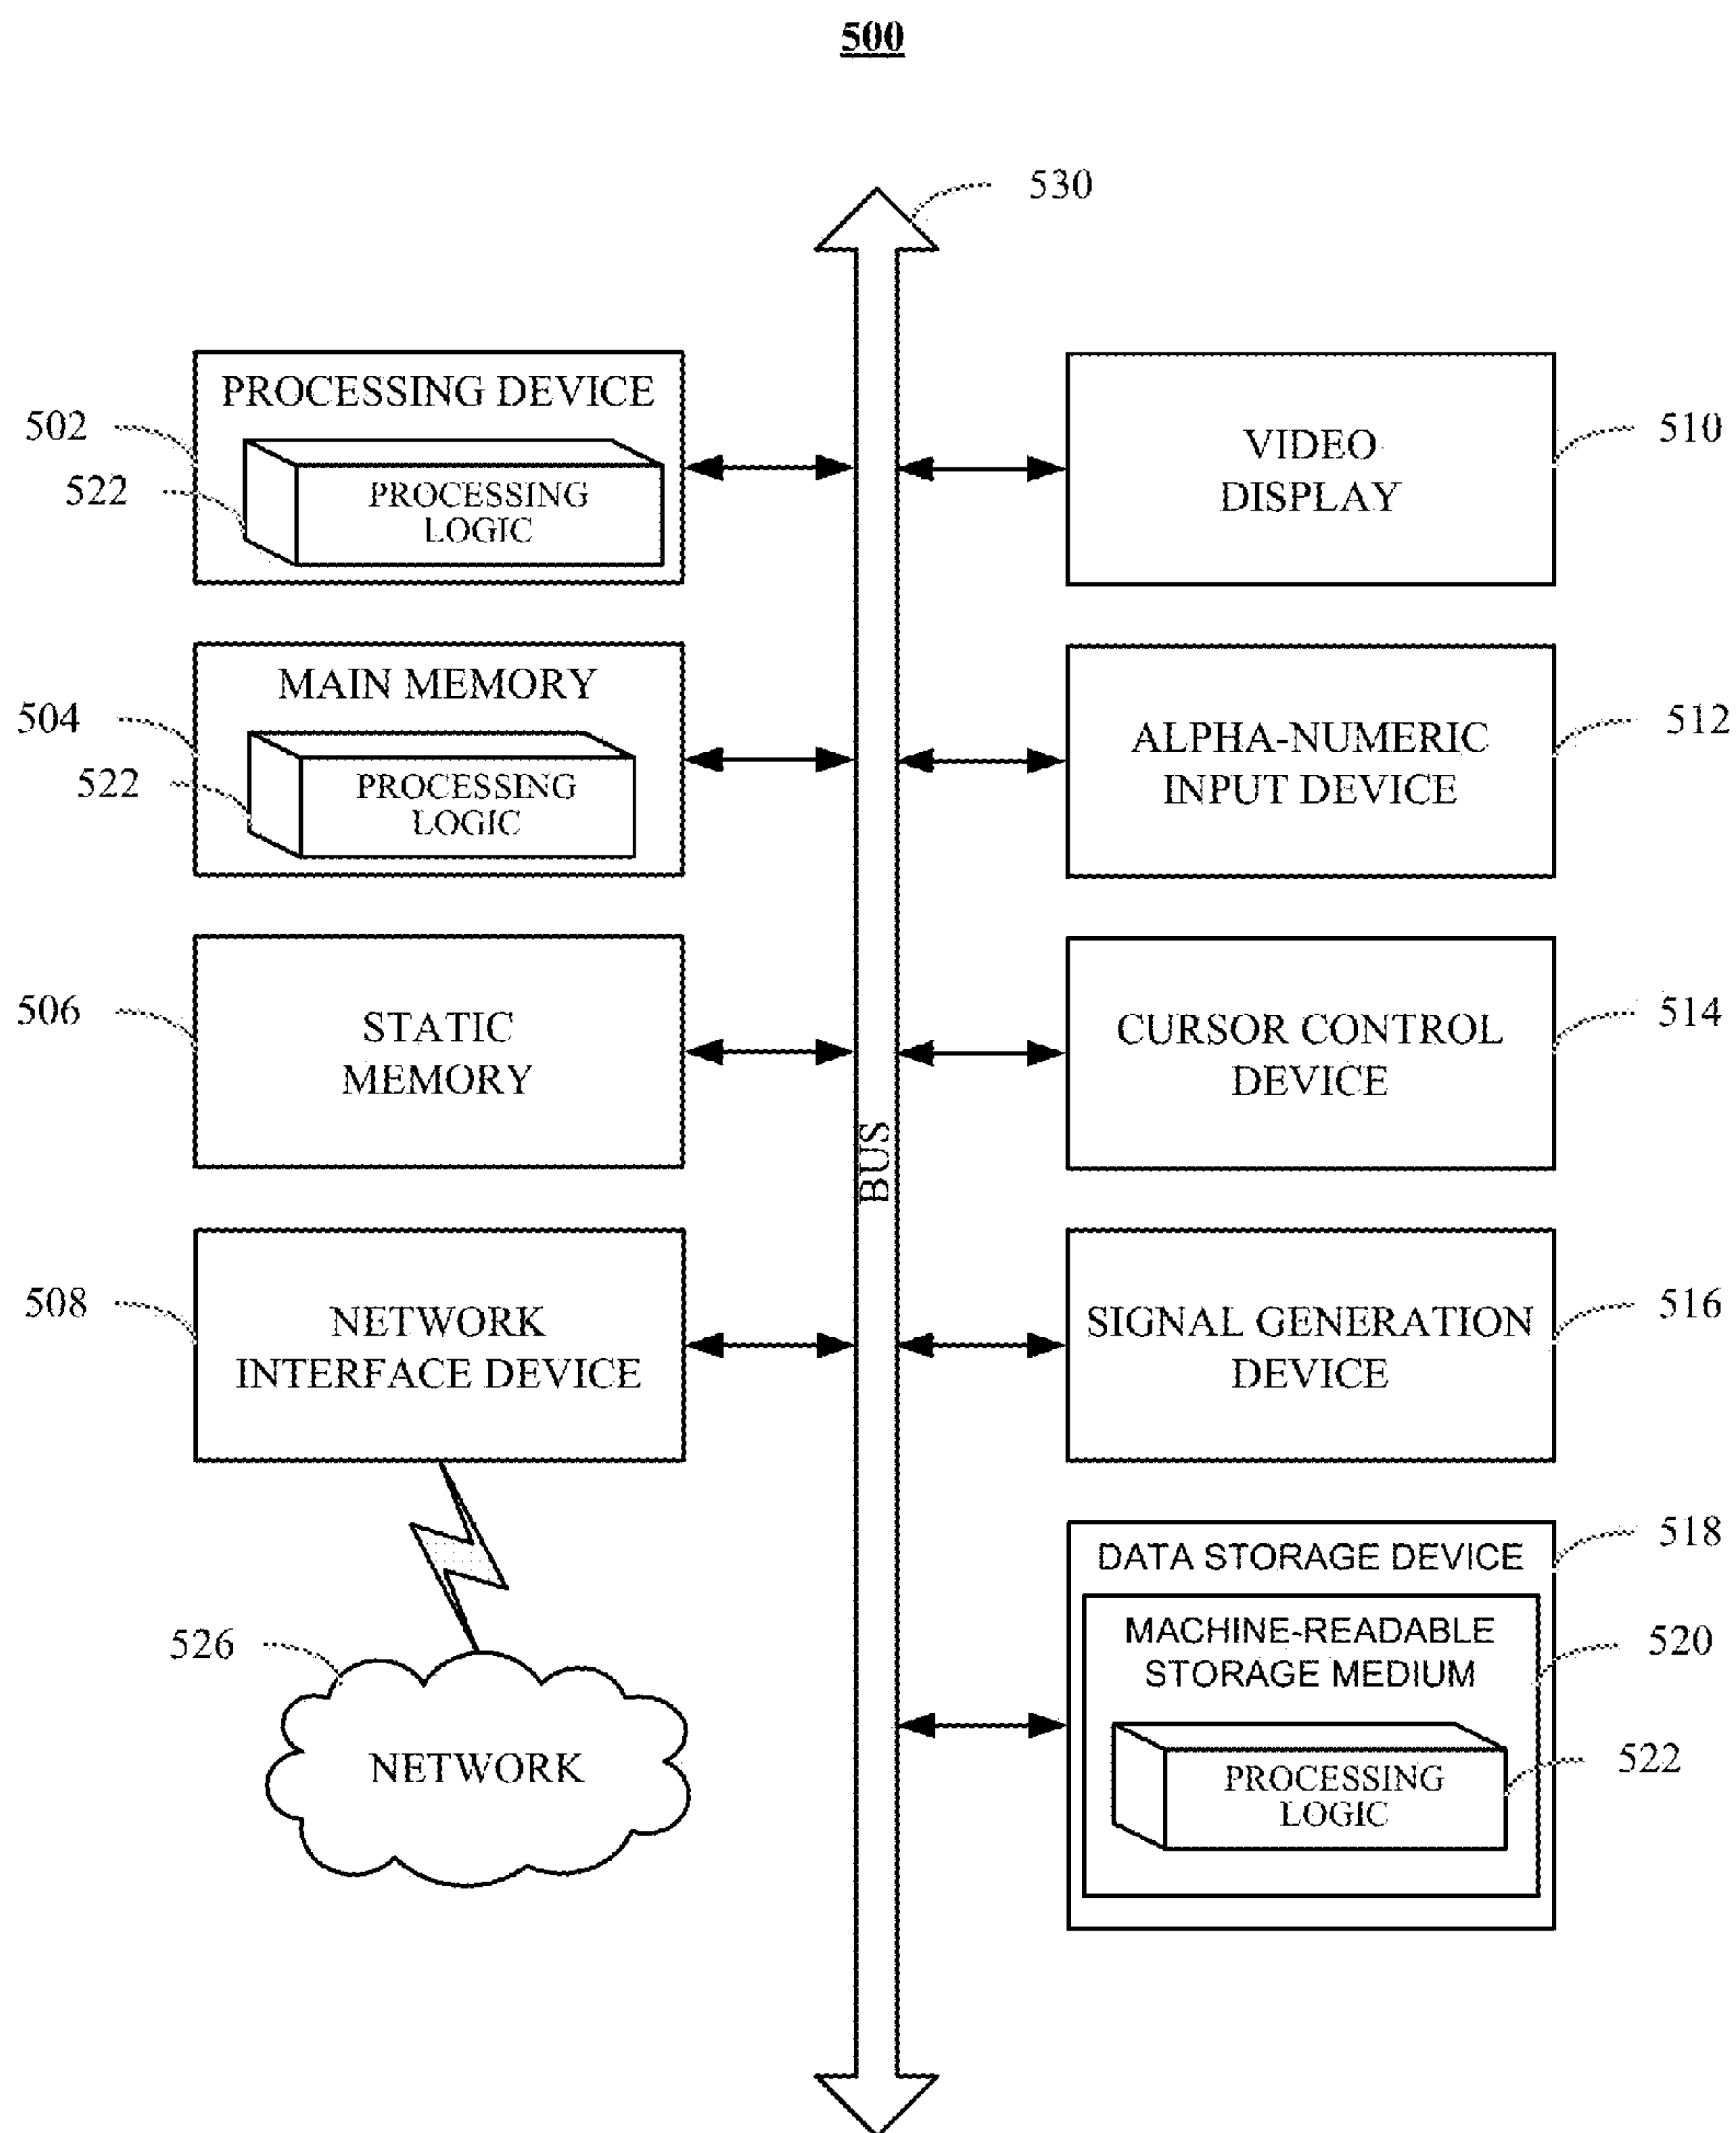 500
530
PROCESSING DEVICE
502
522
PROCESSING
LOGIC
VIDEO
DISPLAY
510
MAIN MEMORY
504
522
PROCESSING
LOGIC
ALPHA-NUMERIC
INPUT DEVICE
512
506
STATIC
MEMORY
CURSOR CONTROL
DEVICE
514
BUS
508
NETWORK
INTERFACE DEVICE
SIGNAL GENERATION
DEVICE
516
518
DATA STORAGE DEVICE
MACHINE-READABLE
STORAGE MEDIUM
520
PROCESSING
LOGIC
522
526
NETWORK